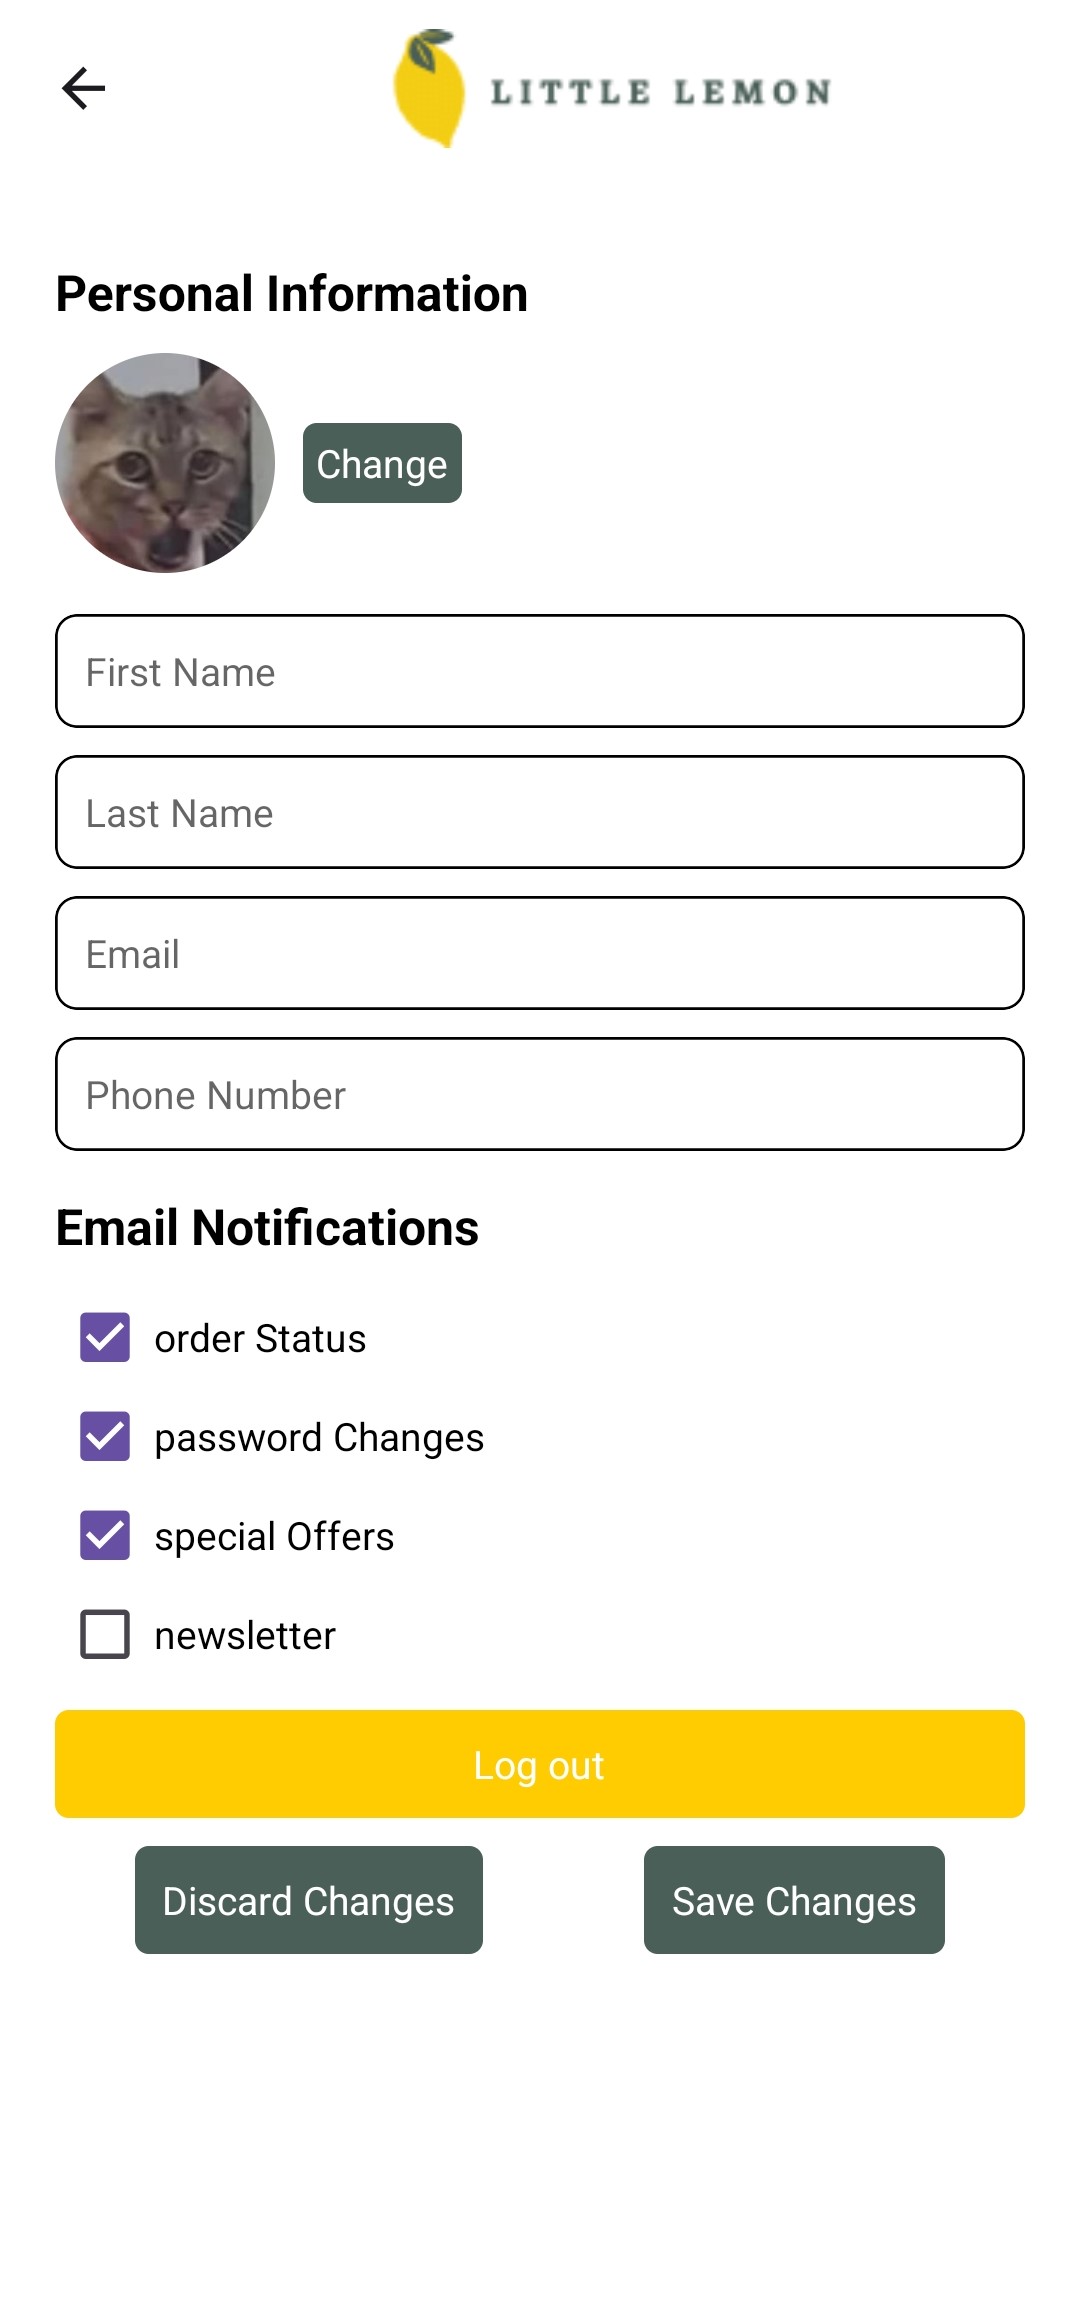 LITTLE LEMON
Personal Information
Change
First Name
Last Name
Email
Phone Number
Email Notifications
order Status
password Changes
special Offers
newsletter
Log out
Discard Changes
Save Changes